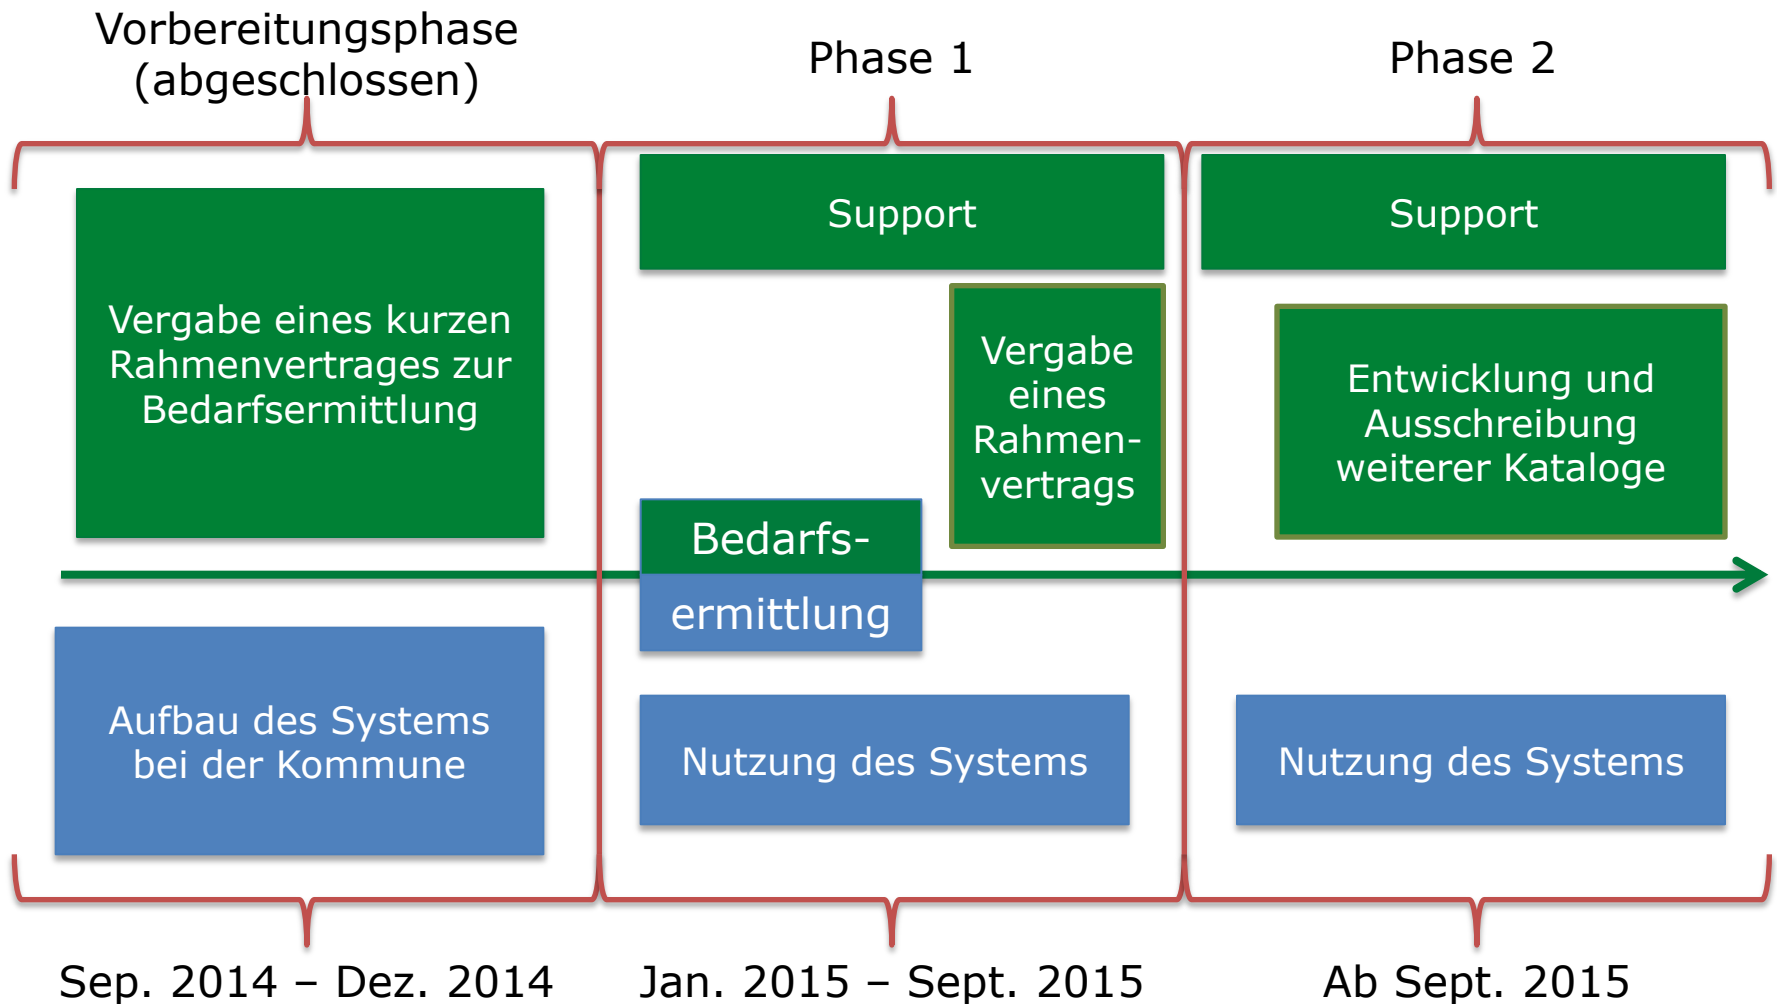 Vorbereitungsphase
(abgeschlossen)
Phase 1
Phase 2
Vergabe eines kurzen
Rahmenvertrages zur
Bedarfsermittlung
Support
Support
Vergabe
eines
Rahmen-
vertrags
Entwicklung und
Ausschreibung
weiterer Kataloge
Bedarfs-
ermittlung
Aufbau des Systems
bei der Kommune
Nutzung des Systems
Nutzung des Systems
Sep. 2014 – Dez. 2014
Jan. 2015 – Sept. 2015
Ab Sept. 2015